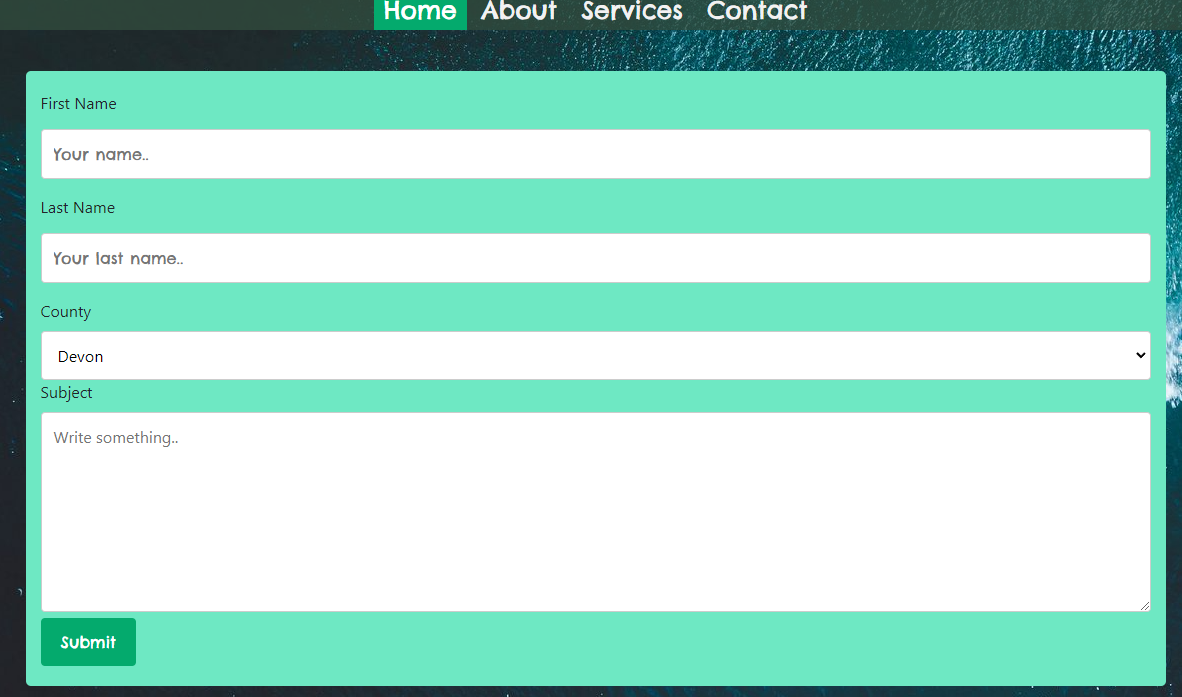 Home About Services Contact
First Name
Your name..
Last Name
Your last name..
County
Devon
Subject
Write something..
Submit